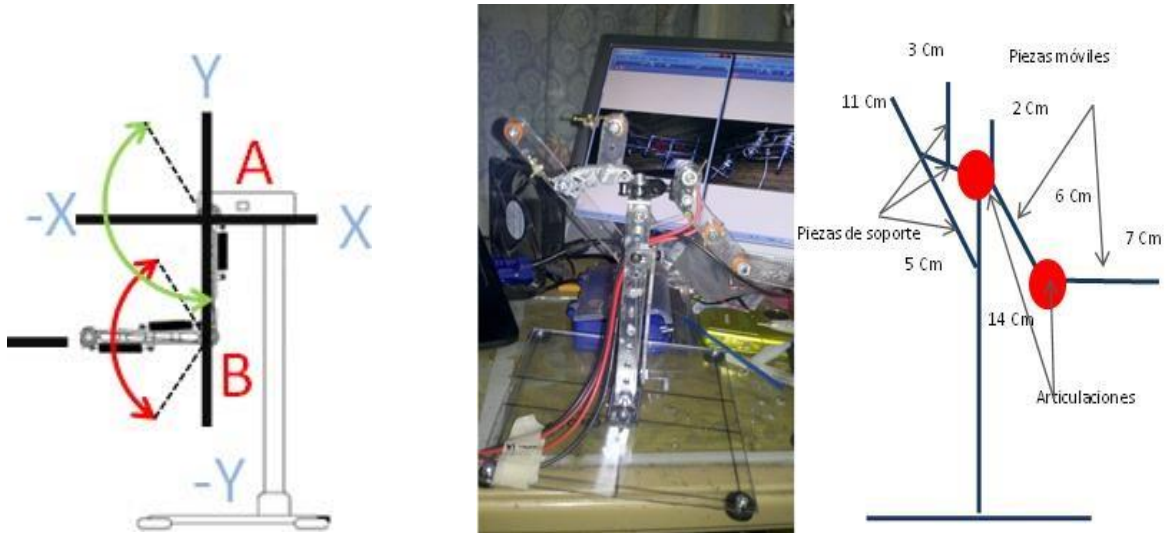 Y
A
-X
X
B
-Y
3 Cm
Piezas móviles
11 Cm
2 Cm
6 Cm
Piezas de soporte
7 Cm
5 Cm
14 Cm
Articulaciones